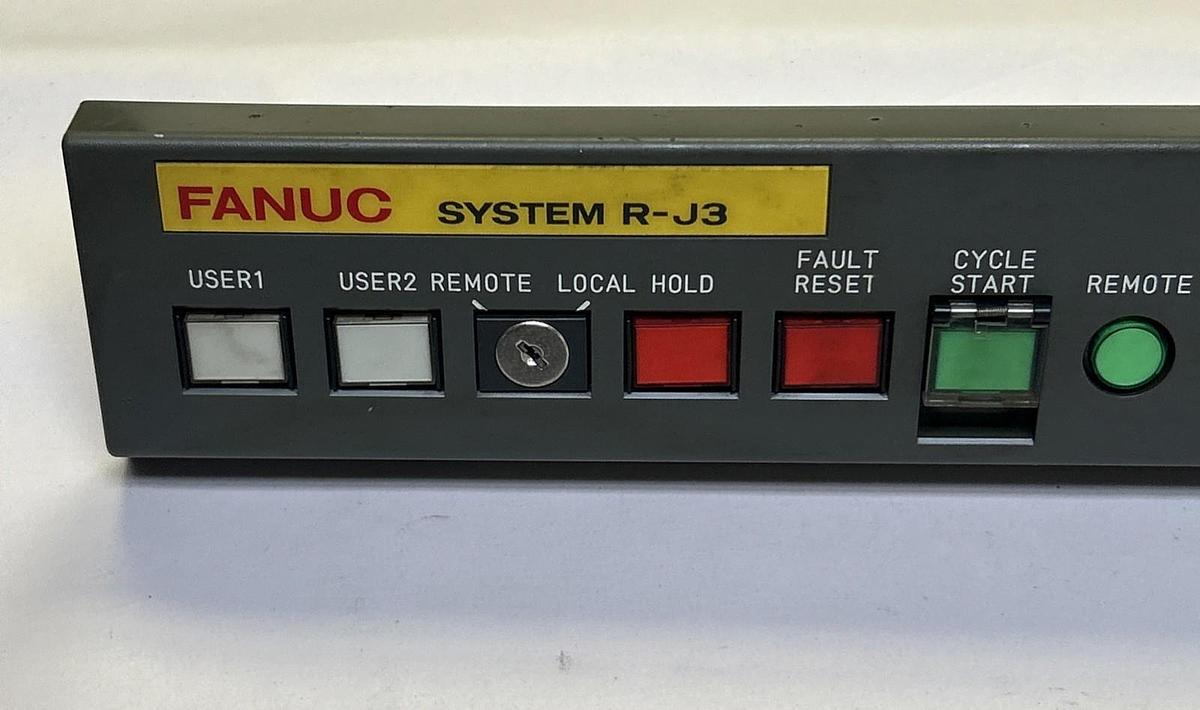 FANUC SYSTEM R-J3
USER1
USER2
REMOTE
LOCAL
HOLD
FAULT
RESET
CYCLE
START
REMOTE